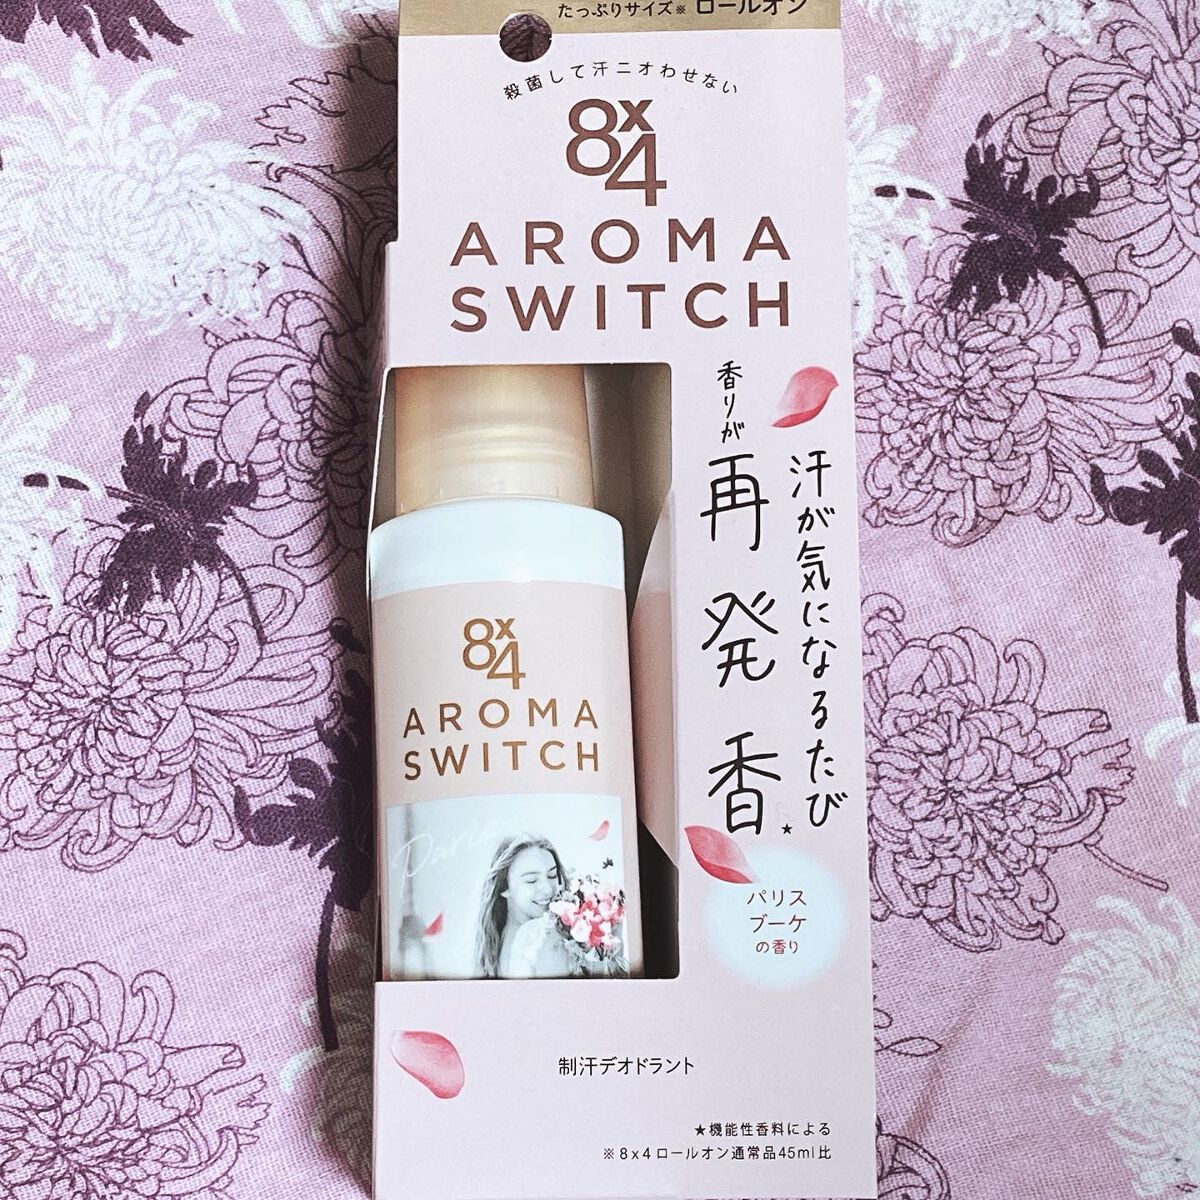 たっぷりサイズ※ ロールオン
殺菌して汗ニオわせない
8x4
AROMA
SWITCH
汗が気になるたび
香りが
再発香★
パリス
ブーケ
の香り
8x4
AROMA
SWITCH
Paris
制汗デオドラント
★機能性香料による
※8x4ロールオン通常品45ml比